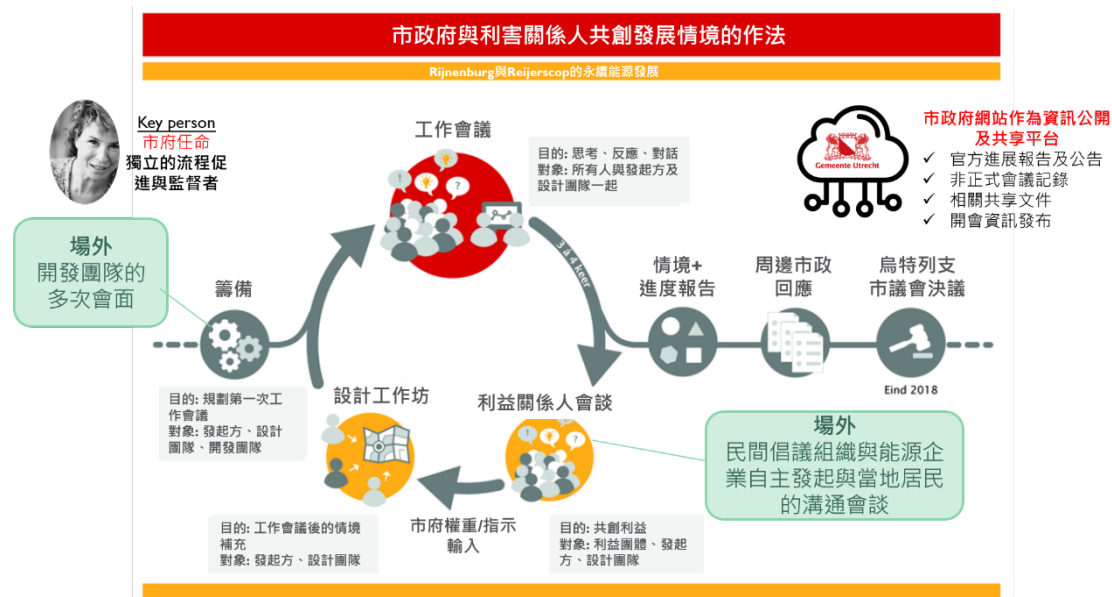 市政府與利害關係人共創發展情境的作法
Rijnenburg與Reijerscop的永續能源發展
Key person
市府任命
獨立的流程促
進與監督者
工作會議
目的: 思考、反應、對話
對象: 所有人與發起方及
設計團隊一起
Gemeente Utrecht
市政府網站作為資訊公開
及共享平台
✓ 官方進展報告及公告
✓ 非正式會議記錄
✓ 相關共享文件
✓ 開會資訊發布
場外
開發團隊的
多次會面
籌備
目的: 規劃第一次工
作會議
對象: 發起方、設計
團隊、開發團隊
3 à 4 keer
情境+
進度報告
周邊市政
回應
烏特列支
市議會決議
Eind 2018
設計工作坊
目的: 工作會議後的情境
補充
對象: 發起方、設計團隊
市府權重/指示
輸入
利益關係人會談
目的: 共創利益
對象: 利益團體、發起
方、設計團隊
場外
民間倡議組織與能源企
業自主發起與當地居民
的溝通會談